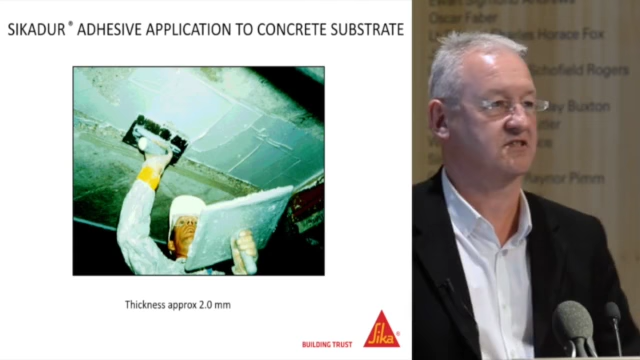 SIKADUR® ADHESIVE APPLICATION TO CONCRETE SUBSTRATE
Thickness approx 2.0 mm
BUILDING TRUST
Sika®
Oscar Faber
Charles Horace Fox
Schofield Rogers
Buxton
Pimm